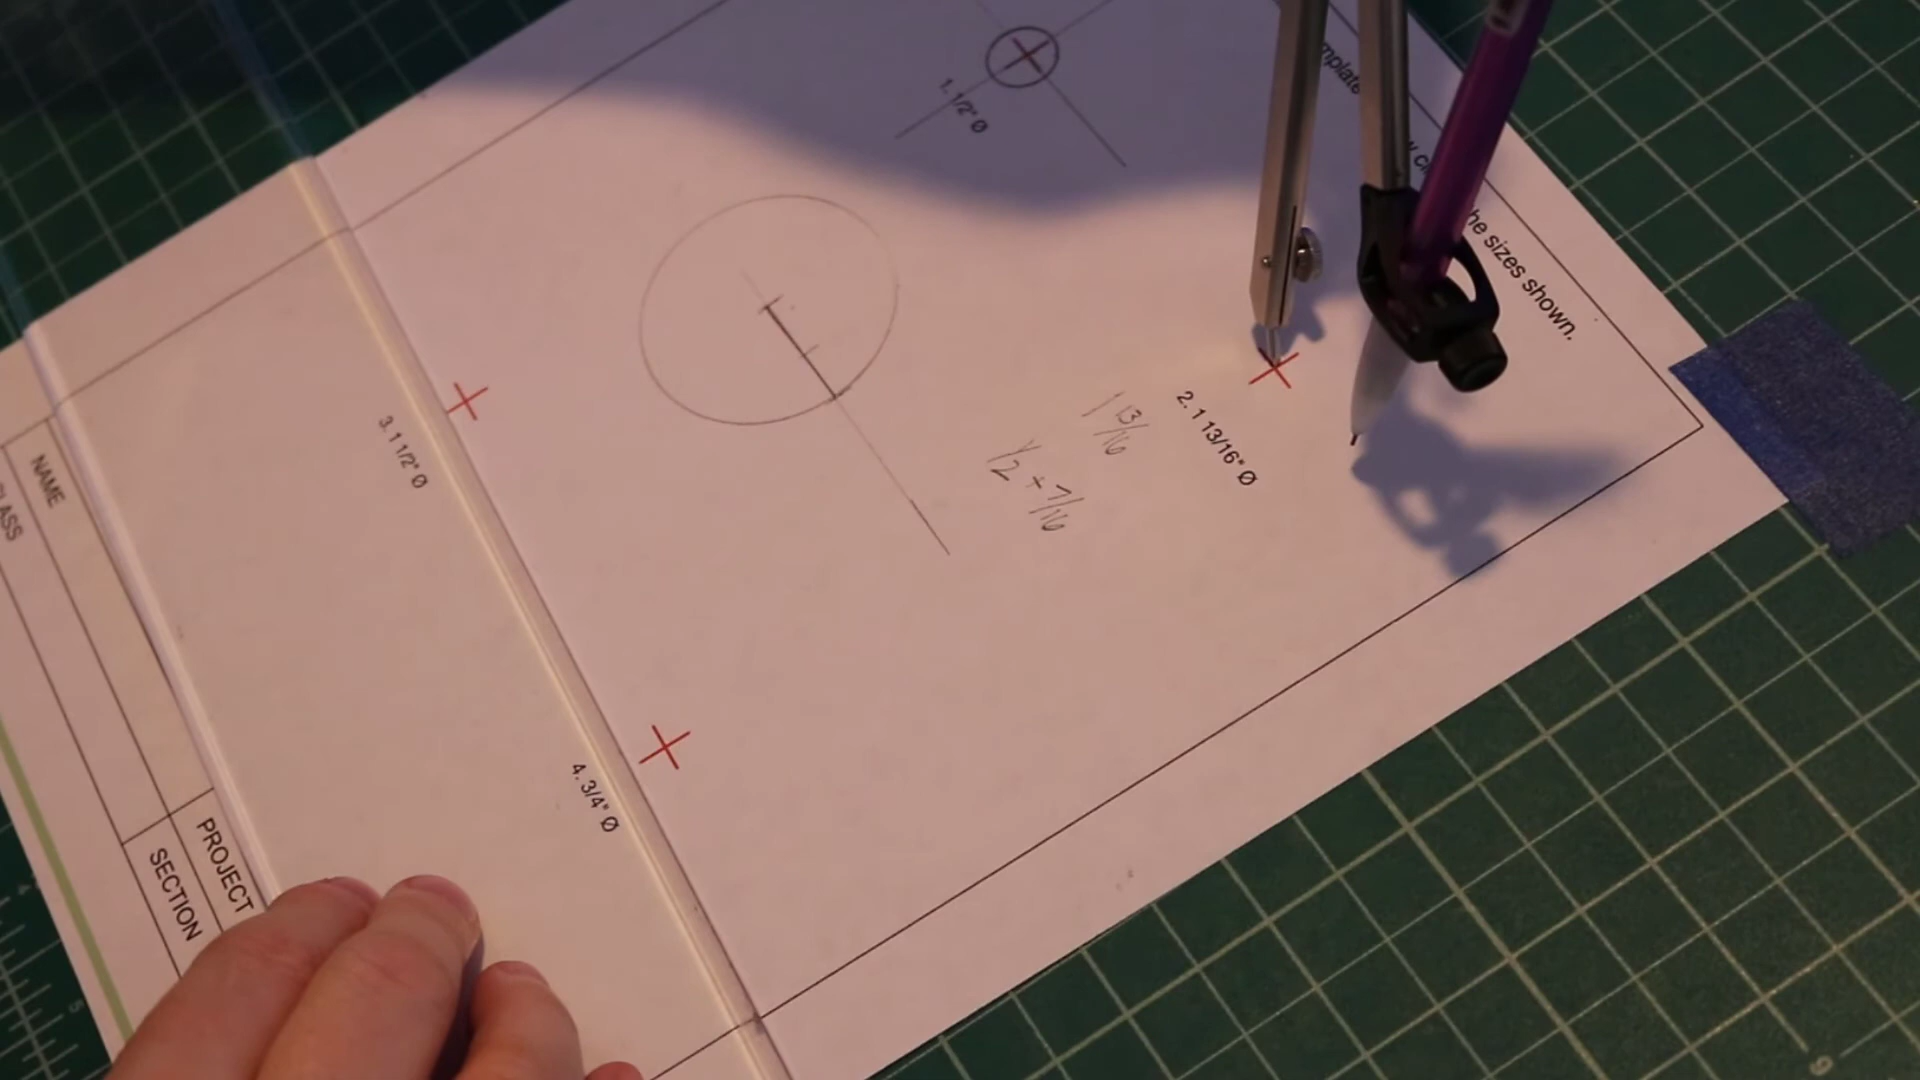 the sizes shown.
1. 1/2" Ø
2. 1 13/16" Ø
1 13/16
1/2 + 7/16
3. 1 1/2" Ø
4. 3/4" Ø
NAME
PROJECT
SECTION